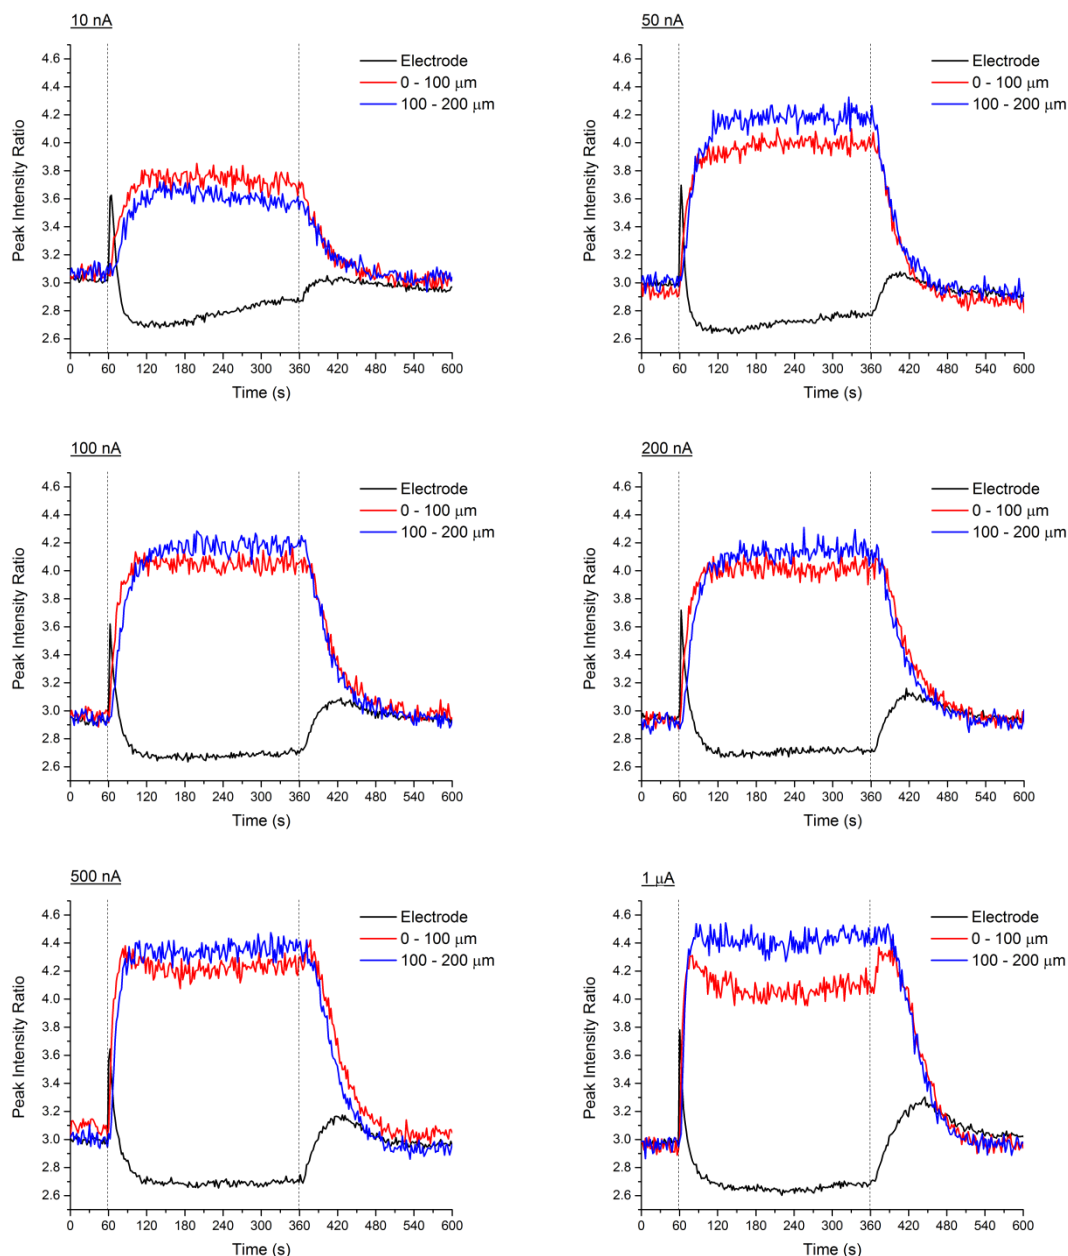 10 nA
4.6
4.4
4.2
4.0
3.8
3.6
3.4
3.2
3.0
2.8
2.6
Peak Intensity Ratio
Electrode
0 - 100 μm
100 - 200 μm
0 60 120 180 240 300 360 420 480 540 600
Time (s)
50 nA
4.6
4.4
4.2
4.0
3.8
3.6
3.4
3.2
3.0
2.8
2.6
Peak Intensity Ratio
Electrode
0 - 100 μm
100 - 200 μm
0 60 120 180 240 300 360 420 480 540 600
Time (s)
100 nA
4.6
4.4
4.2
4.0
3.8
3.6
3.4
3.2
3.0
2.8
2.6
Peak Intensity Ratio
Electrode
0 - 100 μm
100 - 200 μm
0 60 120 180 240 300 360 420 480 540 600
Time (s)
200 nA
4.6
4.4
4.2
4.0
3.8
3.6
3.4
3.2
3.0
2.8
2.6
Peak Intensity Ratio
Electrode
0 - 100 μm
100 - 200 μm
0 60 120 180 240 300 360 420 480 540 600
Time (s)
500 nA
4.6
4.4
4.2
4.0
3.8
3.6
3.4
3.2
3.0
2.8
2.6
Peak Intensity Ratio
Electrode
0 - 100 μm
100 - 200 μm
0 60 120 180 240 300 360 420 480 540 600
Time (s)
1 μA
4.6
4.4
4.2
4.0
3.8
3.6
3.4
3.2
3.0
2.8
2.6
Peak Intensity Ratio
Electrode
0 - 100 μm
100 - 200 μm
0 60 120 180 240 300 360 420 480 540 600
Time (s)